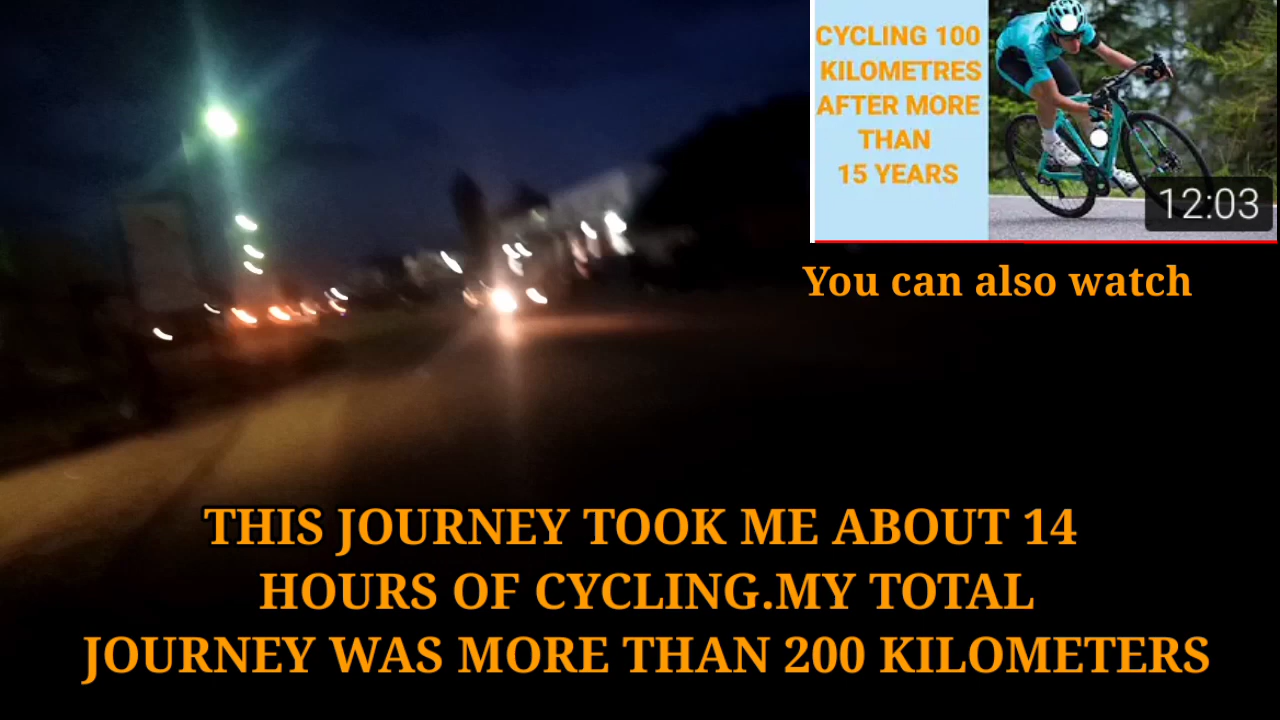 CYCLING 100
KILOMETRES
AFTER MORE
THAN
15 YEARS
12:03
You can also watch
THIS JOURNEY TOOK ME ABOUT 14
HOURS OF CYCLING.MY TOTAL
JOURNEY WAS MORE THAN 200 KILOMETERS